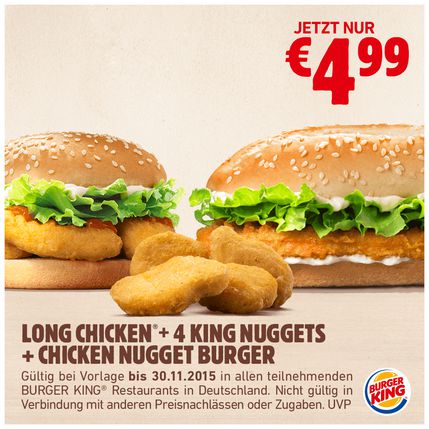 JETZT NUR
€4.99
LONG CHICKEN® + 4 KING NUGGETS
+ CHICKEN NUGGET BURGER
Gültig bei Vorlage bis 30.11.2015 in allen teilnehmenden
BURGER KING® Restaurants in Deutschland. Nicht gültig in
Verbindung mit anderen Preisnachlässen oder Zugaben. UVP
BURGER
KING